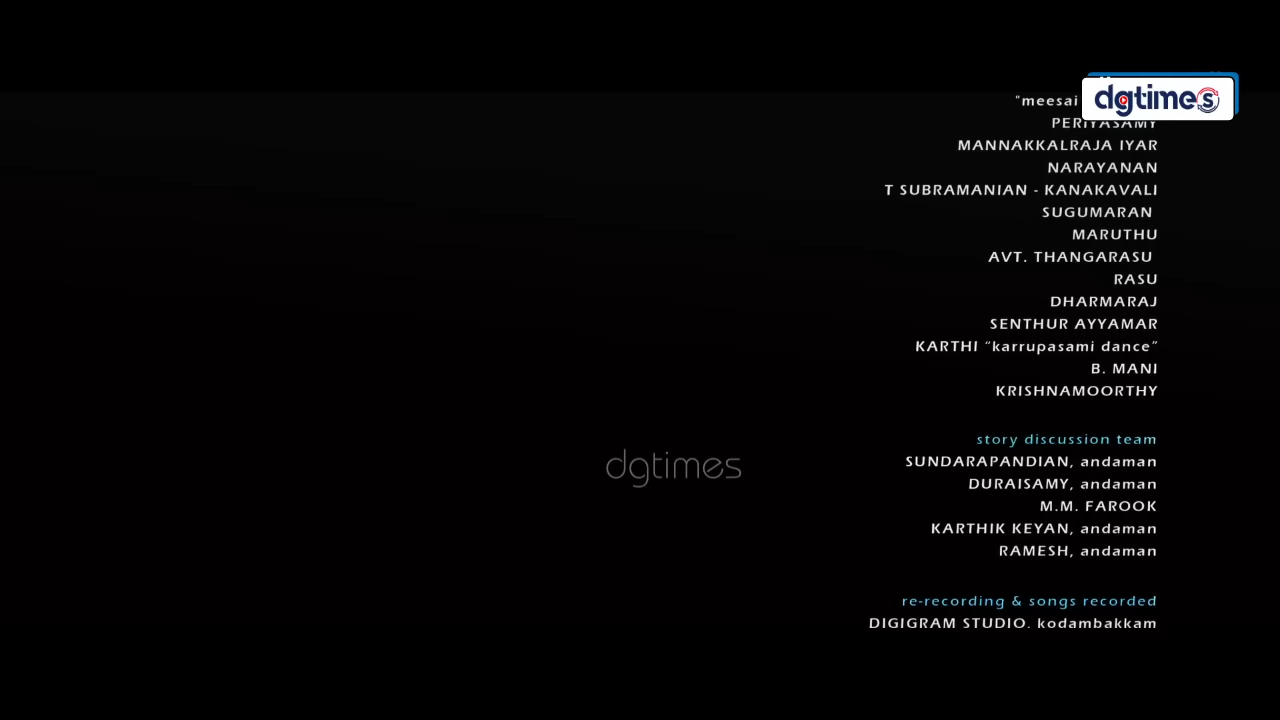 dgtimes
"meesai
PERIYASAMY
MANNAKKALRAJA IYAR
NARAYANAN
T SUBRAMANIAN - KANAKAVALI
SUGUMARAN
MARUTHU
AVT. THANGARASU
RASU
DHARMARAJ
SENTHUR AYYAMAR
KARTHI “karrupasami dance”
B. MANI
KRISHNAMOORTHY
story discussion team
SUNDARAPANDIAN, andaman
dgtimes
DURAISAMY, andaman
M.M. FAROOK
KARTHIK KEYAN, andaman
RAMESH, andaman
re-recording & songs recorded
DIGIGRAM STUDIO. kodambakkam